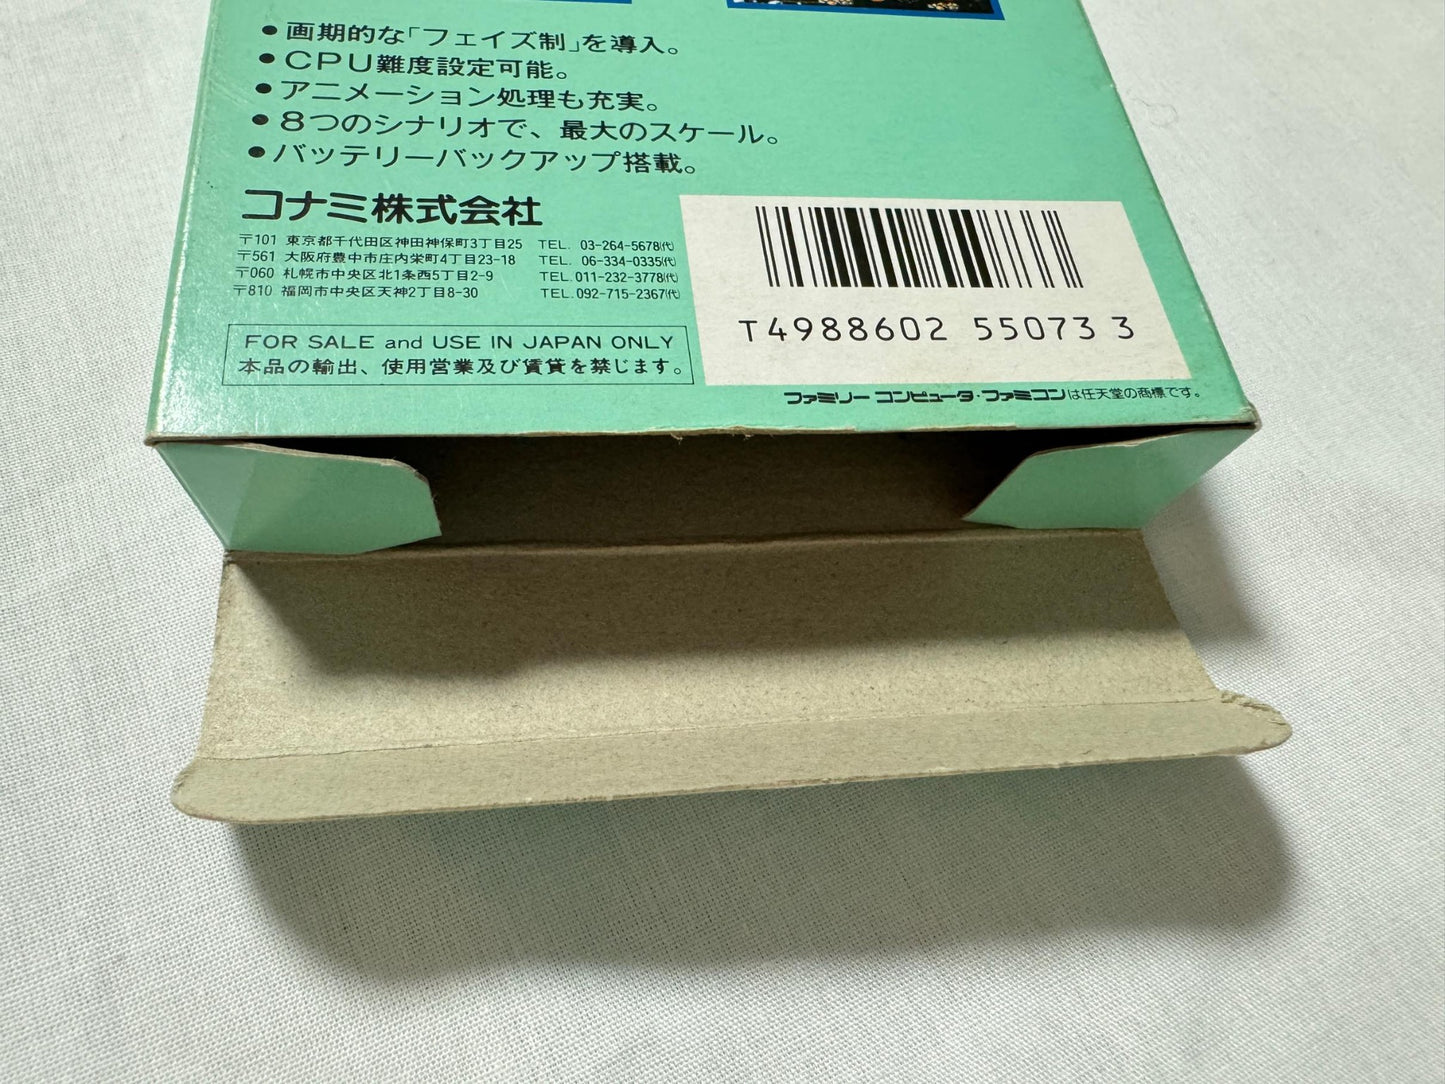 ●画期的な「フェイズ制」を導入。
●CPU難度設定可能。
●アニメーション処理も充実。
●8つのシナリオで、最大のスケール。
●バッテリーバックアップ搭載。
コナミ株式会社
〒101 東京都千代田区神田神保町3丁目25 TEL. 03-264-5678㈹
〒561 大阪府豊中市庄内栄町4丁目23-18 TEL. 06-334-0335㈹
〒060 札幌市中央区北1条西5丁目2-9 TEL.011-232-3778㈹
〒810 福岡市中央区天神2丁目8-30 TEL.092-715-2367㈹
FOR SALE and USE IN JAPAN ONLY
本品の輸出、使用営業及び賃貸を禁じます。
T4988602 55073 3
ファミリーコンピュータ・ファミコンは任天堂の商標です。